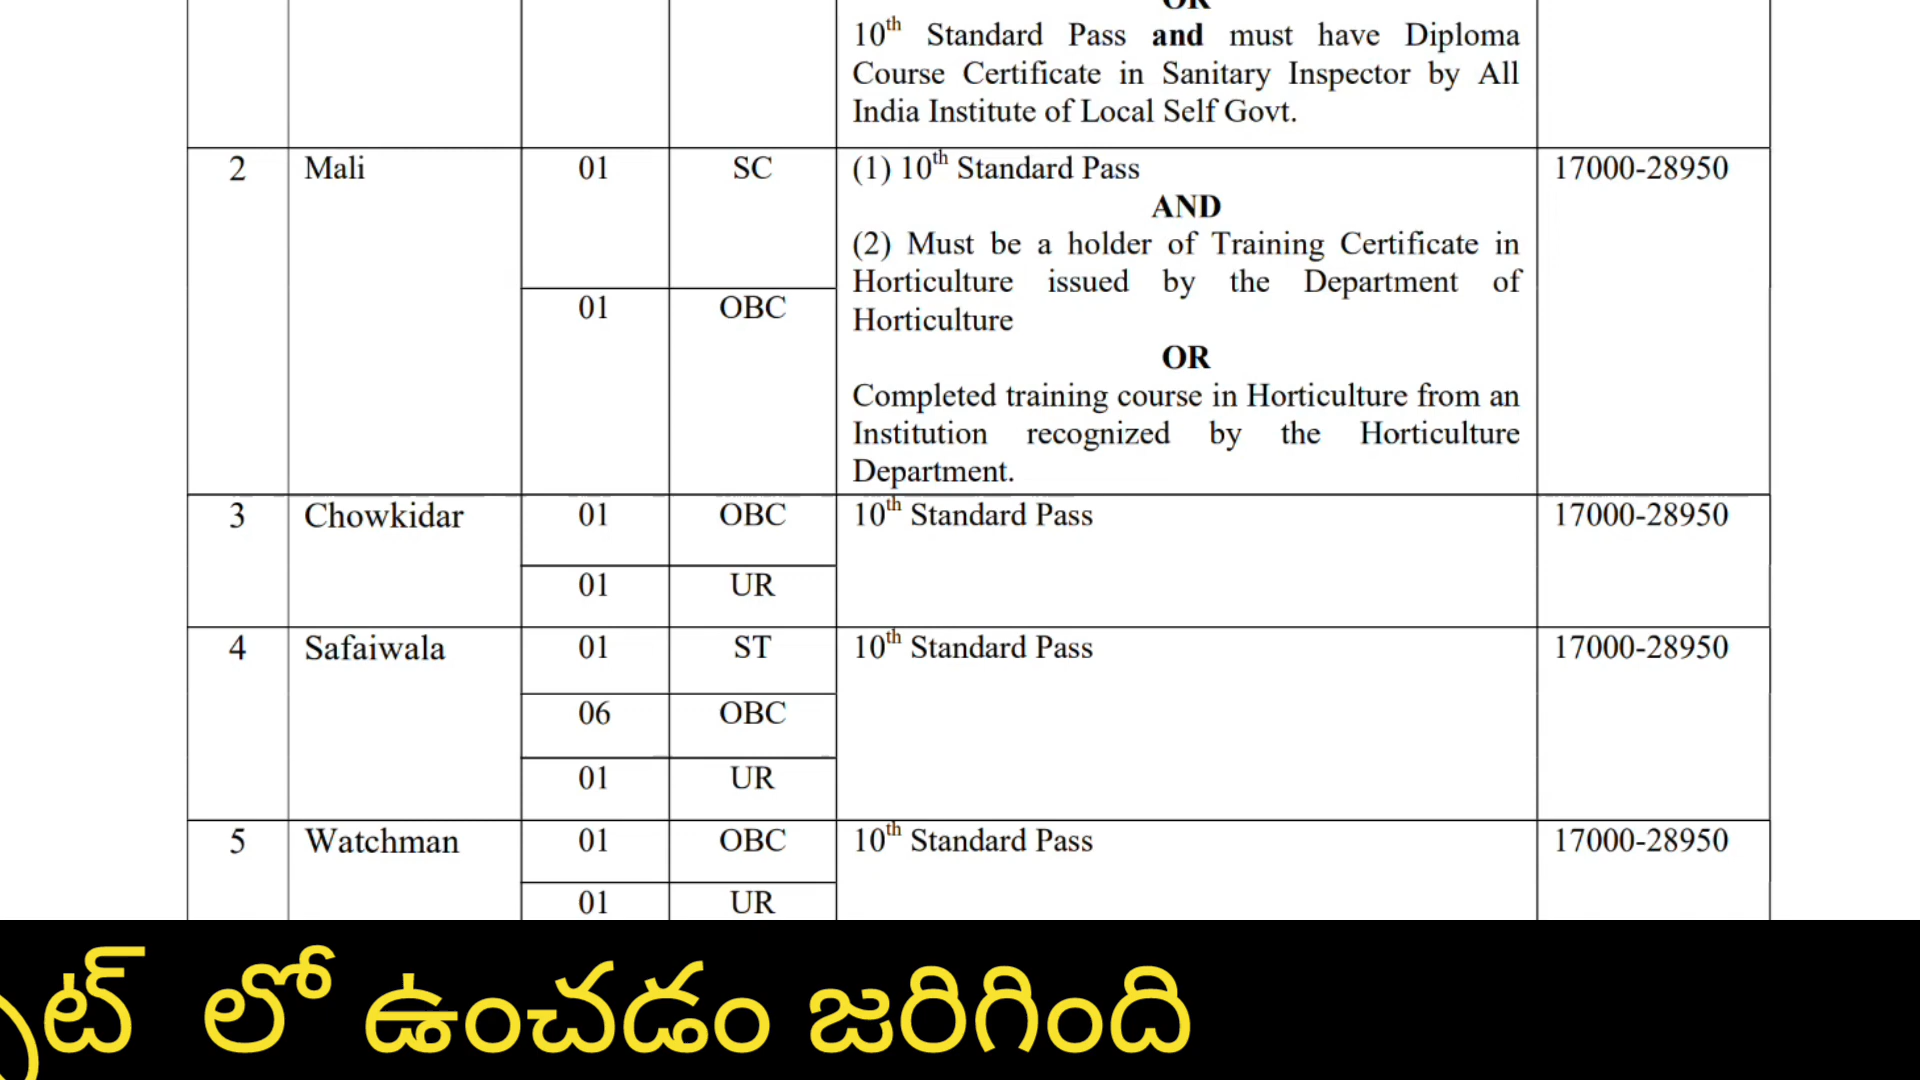 OR
10th Standard Pass and must have Diploma
Course Certificate in Sanitary Inspector by All
India Institute of Local Self Govt.
2 Mali 01 SC (1) 10th Standard Pass 17000-28950
AND
(2) Must be a holder of Training Certificate in
Horticulture issued by the Department of
01 OBC
Horticulture
OR
Completed training course in Horticulture from an
Institution recognized by the Horticulture
Department.
3 Chowkidar 01 OBC 10th Standard Pass 17000-28950
01 UR
4 Safaiwala 01 ST 10th Standard Pass 17000-28950
06 OBC
01 UR
5 Watchman 01 OBC 10th Standard Pass 17000-28950
01 UR
లో ఉంచడం జరిగింది